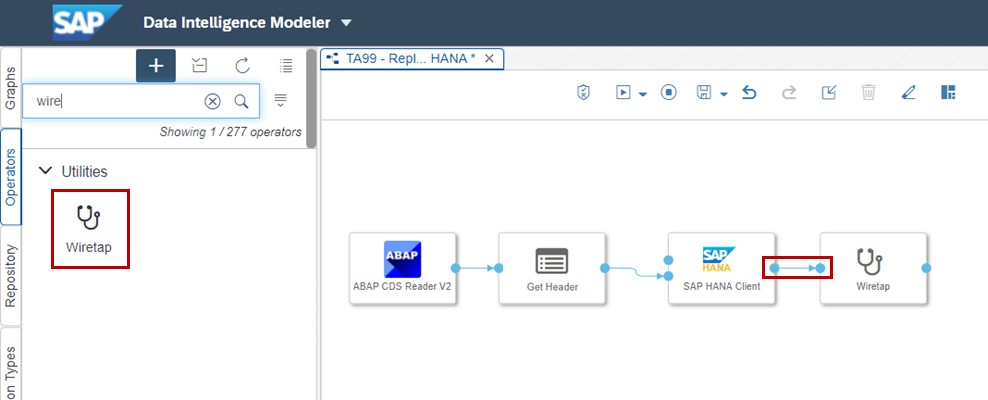 SAP
Data Intelligence Modeler
Graphs
Operators
Repository
on Types
wire
Showing 1 / 277 operators
Utilities
Wiretap
TA99 - Repl... HANA *
ABAP
ABAP CDS Reader V2
Get Header
SAP
HANA
SAP HANA Client
Wiretap